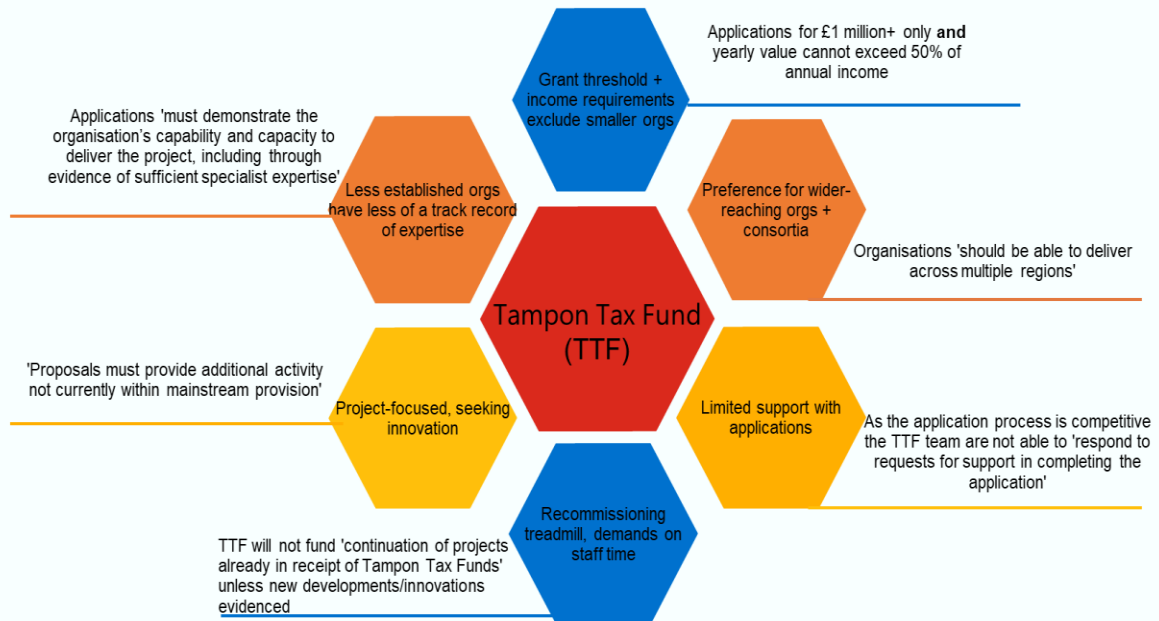 Applications for £1 million+ only and
yearly value cannot exceed 50% of
annual income
Grant threshold +
income requirements
exclude smaller orgs
Applications 'must demonstrate the
organisation's capability and capacity to
deliver the project, including through
evidence of sufficient specialist expertise'
Less established orgs
have less of a track record
of expertise
Preference for wider-
reaching orgs +
consortia
Organisations 'should be able to deliver
across multiple regions'
Tampon Tax Fund
(TTF)
'Proposals must provide additional activity
not currently within mainstream provision'
Project-focused, seeking
innovation
Limited support with
applications
As the application process is competitive
the TTF team are not able to 'respond to
requests for support in completing the
application'
Recommissioning
treadmill, demands on
staff time
TTF will not fund 'continuation of projects
already in receipt of Tampon Tax Funds'
unless new developments/innovations
evidenced